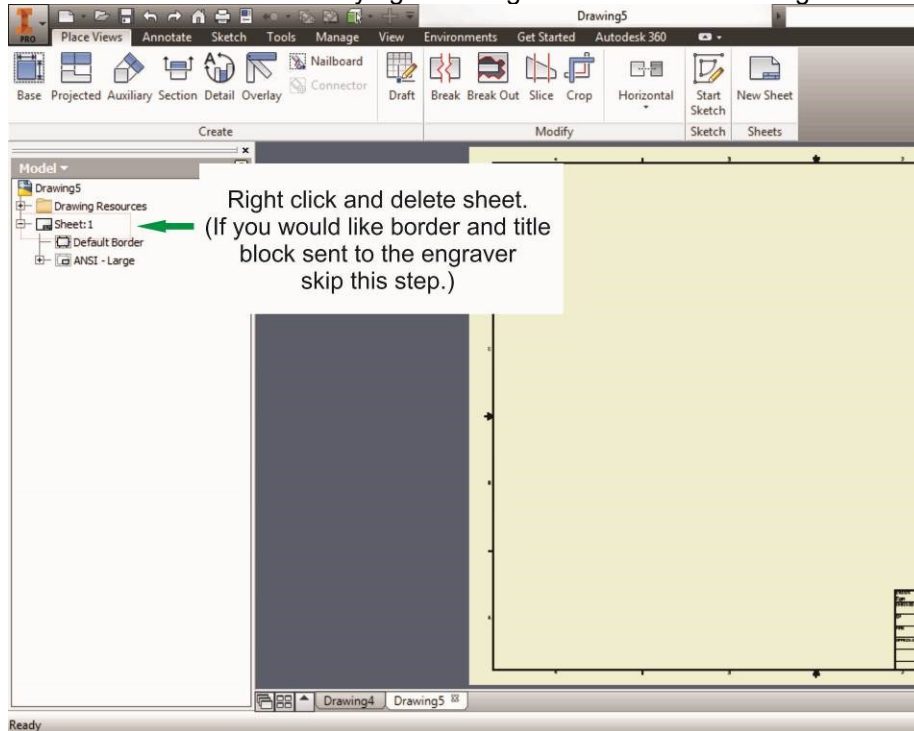 Drawing5
PRO
Place Views Annotate Sketch Tools Manage View Environments Get Started Autodesk 360
Nailboard
Connector
Base Projected Auxiliary Section Detail Overlay Draft Break Break Out Slice Crop Horizontal Start Sketch New Sheet
Create Modify Sketch Sheets
Model
Drawing5
Drawing Resources
Sheet:1
Default Border
ANSI - Large
Right click and delete sheet.
(If you would like border and title
block sent to the engraver
skip this step.)
Drawing4 Drawing5
Ready